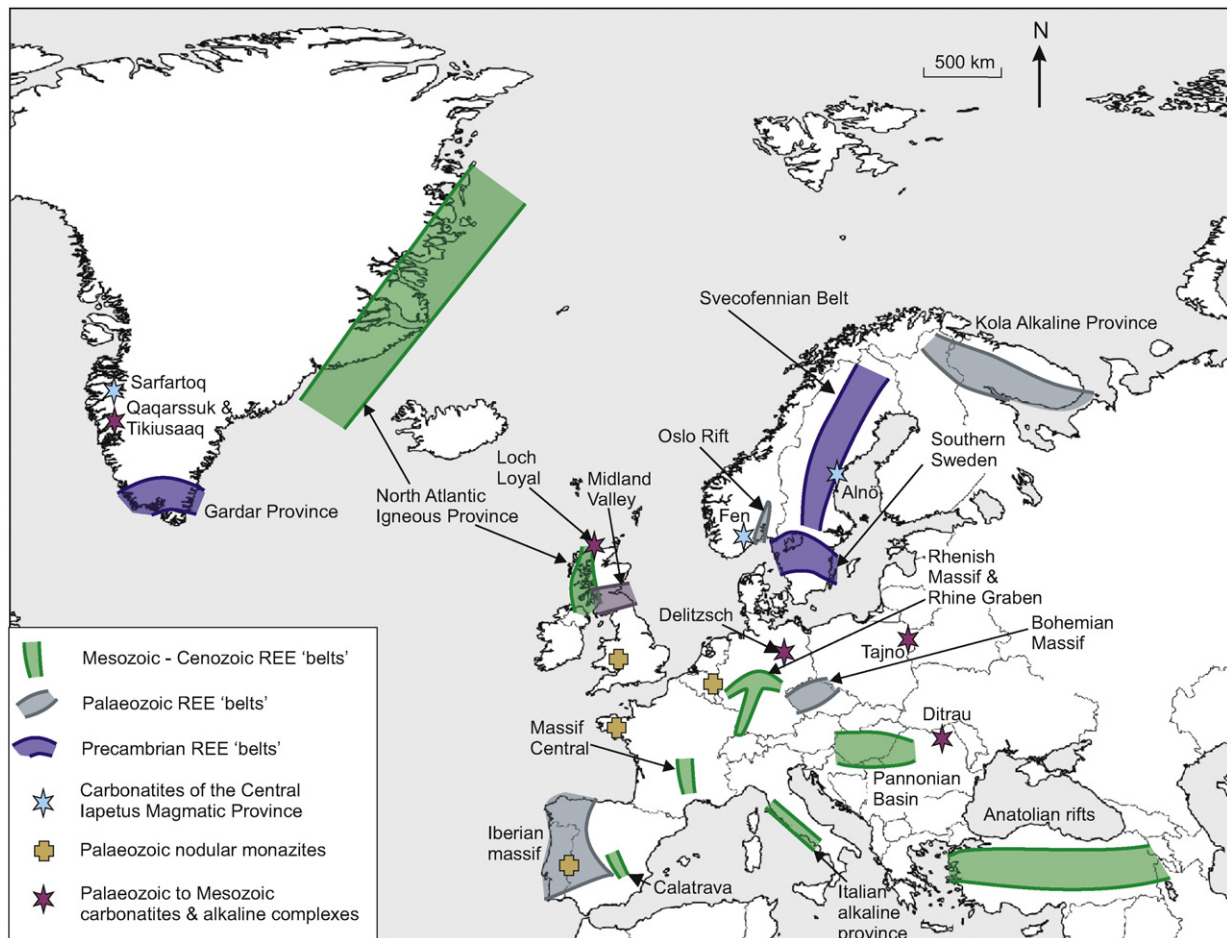 N
500 km
Svecofennian Belt
Kola Alkaline Province
Sarfartoq
Qaqarssuk &
Tikiusaaq
Oslo Rift
Southern
Sweden
Loch
Loyal
Midland
Valley
Alnö
North Atlantic
Igneous Province
Gardar Province
Fen
Rhenish
Massif &
Rhine Graben
Delitzsch
Bohemian
Massif
Tajno
Mesozoic - Cenozoic REE ‘belts’
Palaeozoic REE ‘belts’
Precambrian REE ‘belts’
Carbonatites of the Central
Iapetus Magmatic Province
Palaeozoic nodular monazites
Palaeozoic to Mesozoic
carbonatites & alkaline complexes
Massif
Central
Ditrau
Pannonian
Basin
Anatolian rifts
Iberian
massif
Calatrava
Italian
alkaline
province